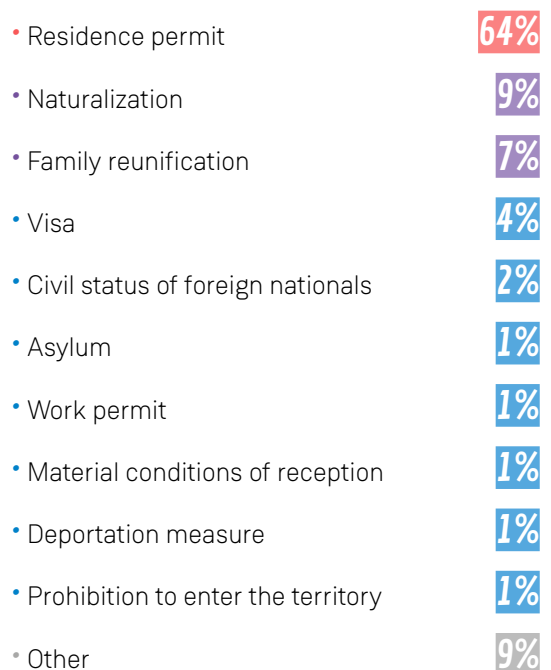 • Residence permit 64%
• Naturalization 9%
• Family reunification 7%
• Visa 4%
• Civil status of foreign nationals 2%
• Asylum 1%
• Work permit 1%
• Material conditions of reception 1%
• Deportation measure 1%
• Prohibition to enter the territory 1%
• Other 9%